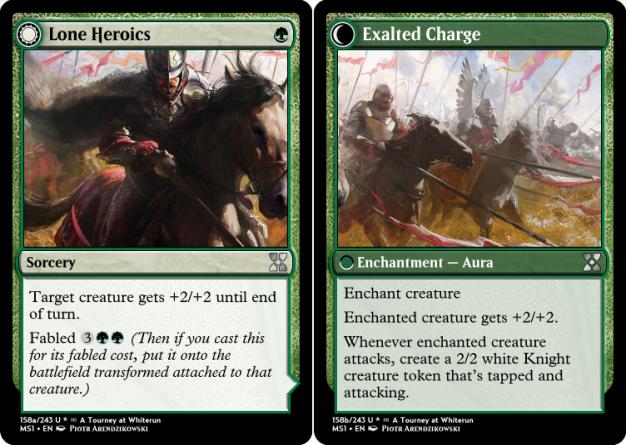 Lone Heroics
Sorcery
Target creature gets +2/+2 until end
of turn.
Fabled 3 (Then if you cast this
for its fabled cost, put it onto the
battlefield transformed attached to that
creature.)
158a/243 U * ∞ A Tourney at Whiterun
MS1 • EN Piotr Arendzikowski
Exalted Charge
Enchantment — Aura
Enchant creature
Enchanted creature gets +2/+2.
Whenever enchanted creature
attacks, create a 2/2 white Knight
creature token that's tapped and
attacking.
158b/243 U * ∞ A Tourney at Whiterun
MS1 • EN Piotr Arendzikowski